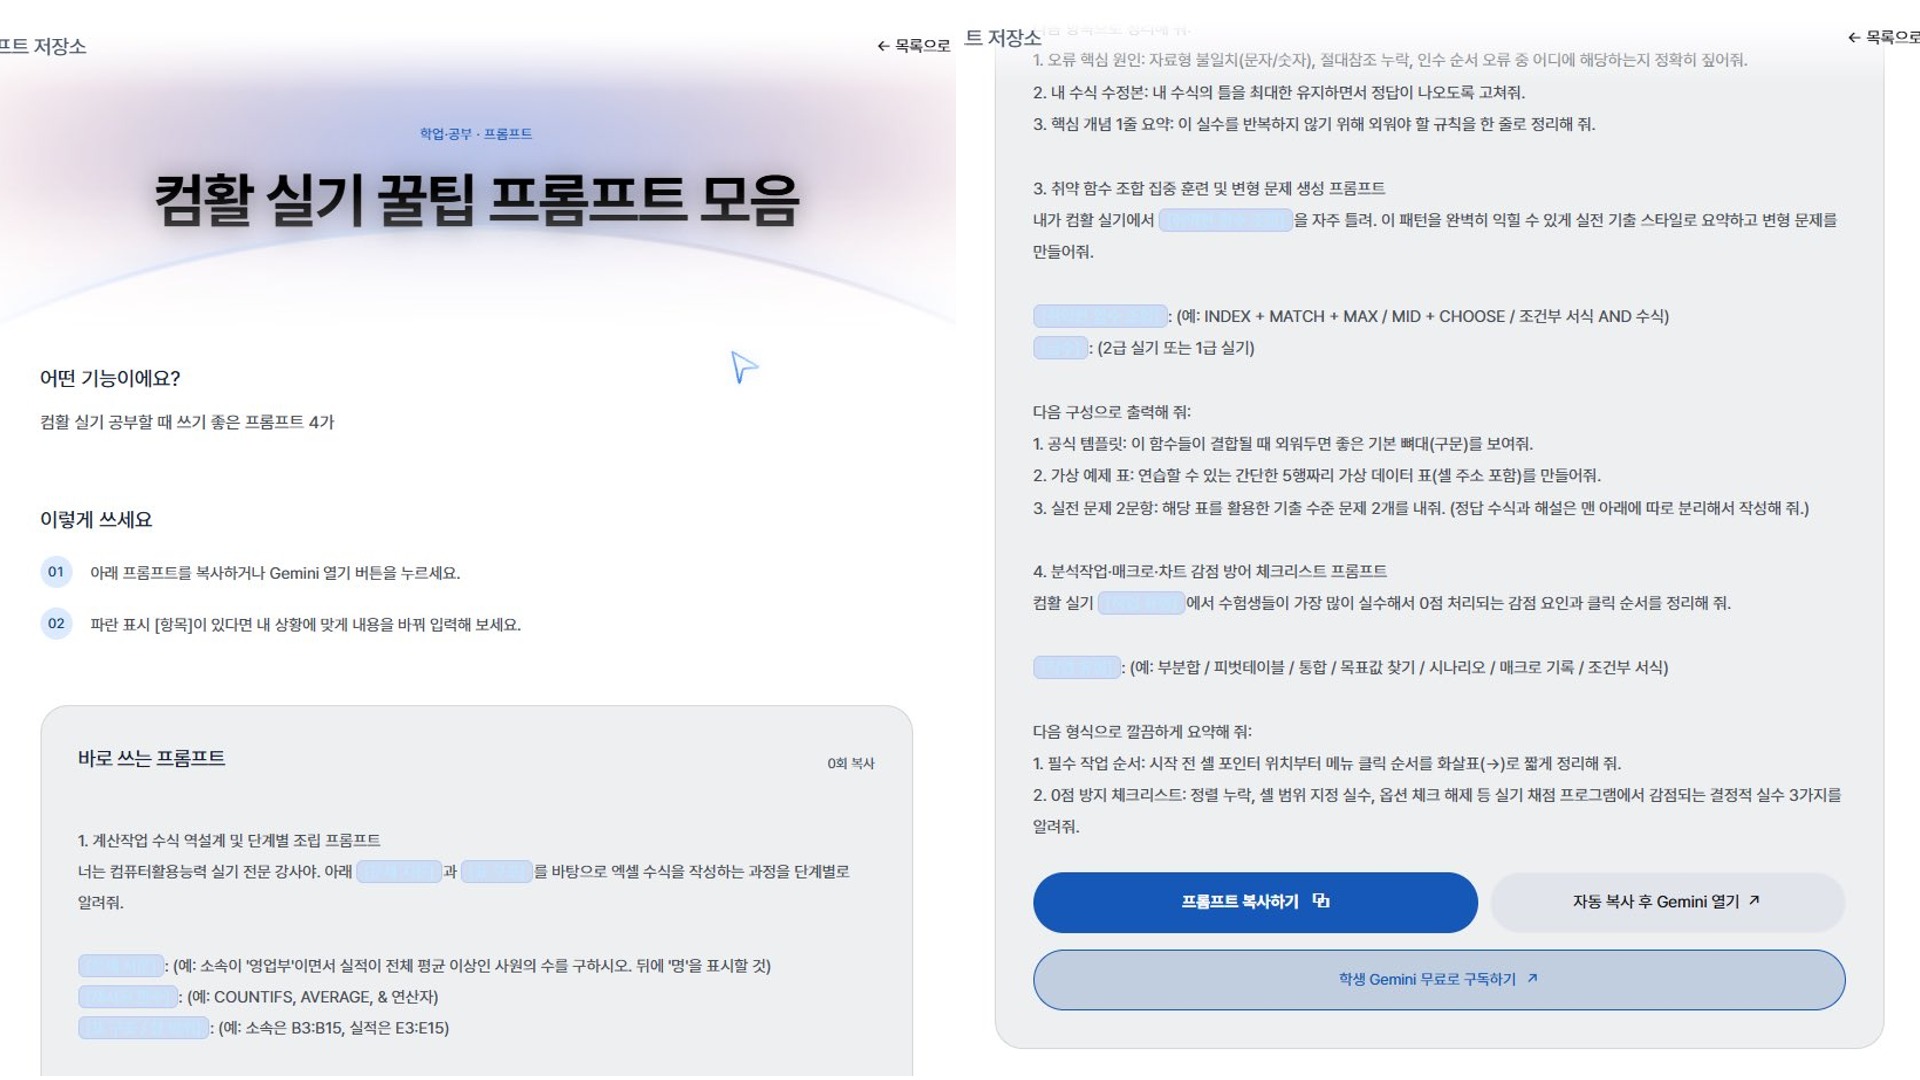 프트 저장소
← 목록으로
학업·공부 · 프롬프트
컴활 실기 꿀팁 프롬프트 모음
어떤 기능이에요?
컴활 실기 공부할 때 쓰기 좋은 프롬프트 4가
이렇게 쓰세요
01 아래 프롬프트를 복사하거나 Gemini 열기 버튼을 누르세요.
02 파란 표시 [항목]이 있다면 내 상황에 맞게 내용을 바꿔 입력해 보세요.
바로 쓰는 프롬프트
0회 복사
1. 계산작업 수식 역설계 및 단계별 조립 프롬프트
너는 컴퓨터활용능력 실기 전문 강사야. 아래 과 를 바탕으로 엑셀 수식을 작성하는 과정을 단계별로
알려줘.
: (예: 소속이 '영업부'이면서 실적이 전체 평균 이상인 사원의 수를 구하시오. 뒤에 '명'을 표시할 것)
: (예: COUNTIFS, AVERAGE, & 연산자)
: (예: 소속은 B3:B15, 실적은 E3:E15)
트 저장소
← 목록으로
1. 오류 핵심 원인: 자료형 불일치(문자/숫자), 절대참조 누락, 인수 순서 오류 중 어디에 해당하는지 정확히 짚어줘.
2. 내 수식 수정본: 내 수식의 틀을 최대한 유지하면서 정답이 나오도록 고쳐줘.
3. 핵심 개념 1줄 요약: 이 실수를 반복하지 않기 위해 외워야 할 규칙을 한 줄로 정리해 줘.
3. 취약 함수 조합 집중 훈련 및 변형 문제 생성 프롬프트
내가 컴활 실기에서 을 자주 틀려. 이 패턴을 완벽히 익힐 수 있게 실전 기출 스타일로 요약하고 변형 문제를
만들어줘.
: (예: INDEX + MATCH + MAX / MID + CHOOSE / 조건부 서식 AND 수식)
: (2급 실기 또는 1급 실기)
다음 구성으로 출력해 줘:
1. 공식 템플릿: 이 함수들이 결합될 때 외워두면 좋은 기본 뼈대(구문)를 보여줘.
2. 가상 예제 표: 연습할 수 있는 간단한 5행짜리 가상 데이터 표(셀 주소 포함)를 만들어줘.
3. 실전 문제 2문항: 해당 표를 활용한 기출 수준 문제 2개를 내줘. (정답 수식과 해설은 맨 아래에 따로 분리해서 작성해 줘.)
4. 분석작업·매크로·차트 감점 방어 체크리스트 프롬프트
컴활 실기 에서 수험생들이 가장 많이 실수해서 0점 처리되는 감점 요인과 클릭 순서를 정리해 줘.
: (예: 부분합 / 피벗테이블 / 통합 / 목표값 찾기 / 시나리오 / 매크로 기록 / 조건부 서식)
다음 형식으로 깔끔하게 요약해 줘:
1. 필수 작업 순서: 시작 전 셀 포인터 위치부터 메뉴 클릭 순서를 화살표(→)로 짧게 정리해 줘.
2. 0점 방지 체크리스트: 정렬 누락, 셀 범위 지정 실수, 옵션 체크 해제 등 실기 채점 프로그램에서 감점되는 결정적 실수 3가지를
알려줘.
프롬프트 복사하기
자동 복사 후 Gemini 열기 ↗
학생 Gemini 무료로 구독하기 ↗